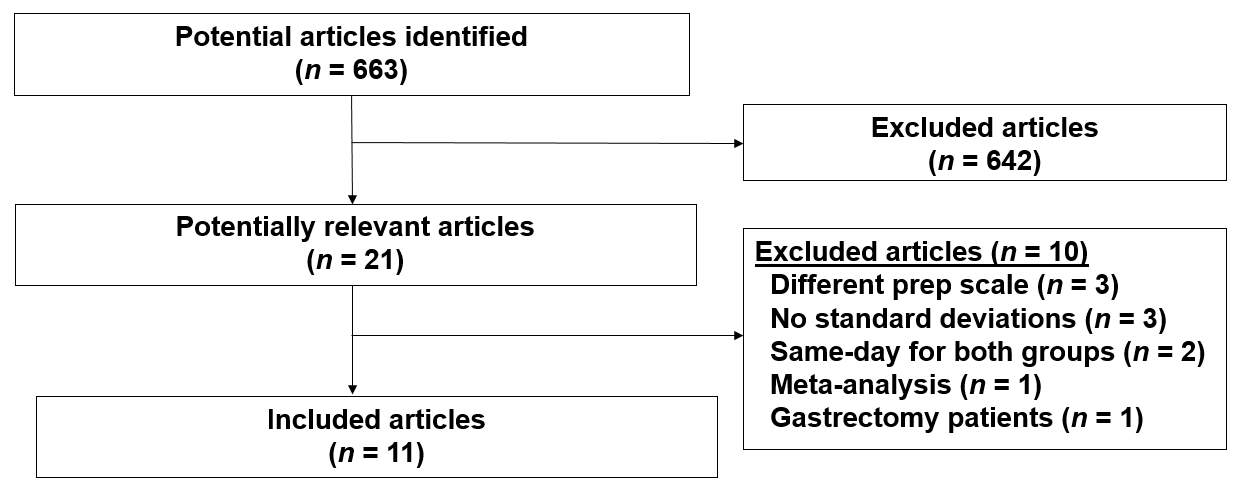 Potential articles identified
(n = 663)
Excluded articles
(n = 642)
Potentially relevant articles
(n = 21)
Excluded articles (n = 10)
Different prep scale (n = 3)
No standard deviations (n = 3)
Same-day for both groups (n = 2)
Meta-analysis (n = 1)
Gastrectomy patients (n = 1)
Included articles
(n = 11)